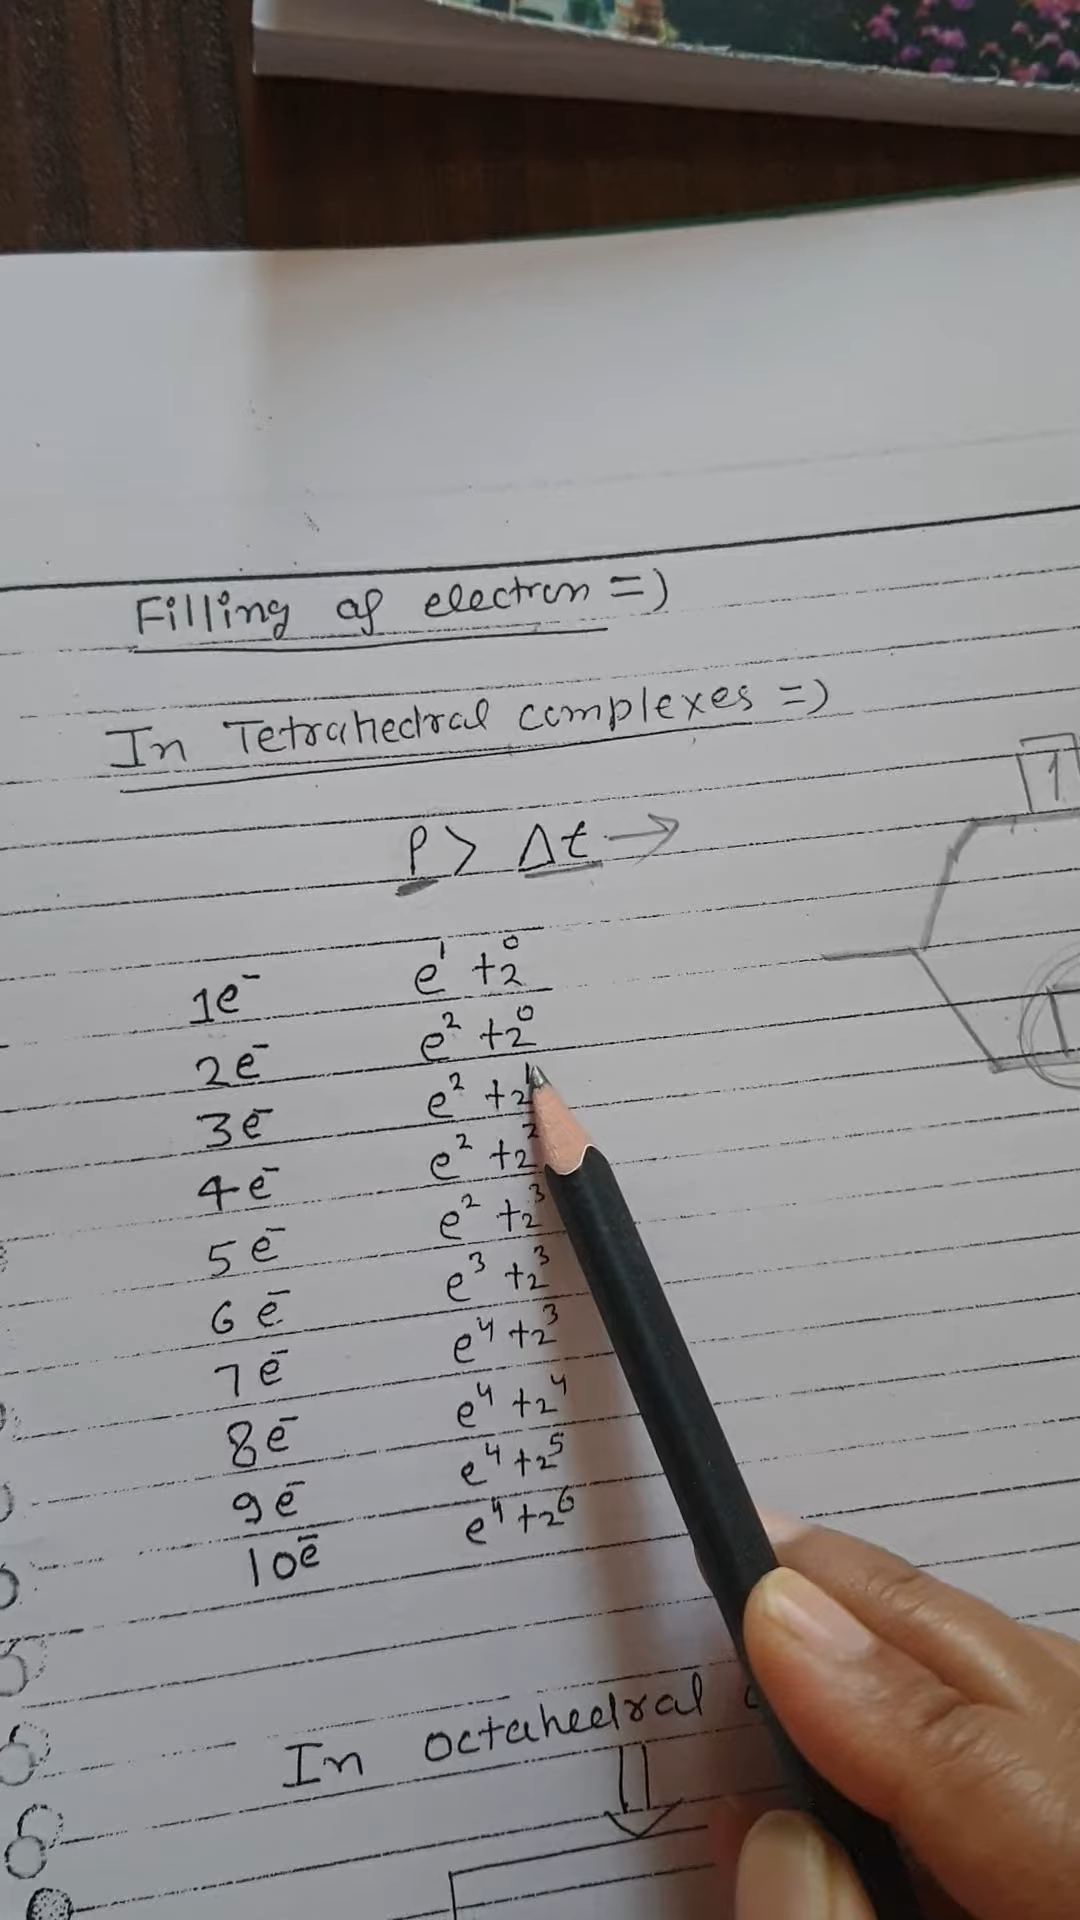 Filling of electron =)
In Tetrahedral complexes =)
P > Δt →
1
1e⁻ e¹ t₂⁰
2e⁻ e² t₂⁰
3e⁻ e² t₂¹
4e⁻ e² t₂²
5e⁻ e² t₂³
6e⁻ e³ t₂³
7e⁻ e⁴ t₂³
8e⁻ e⁴ t₂⁴
9e⁻ e⁴ t₂⁵
10e⁻ e⁴ t₂⁶
In octahedral